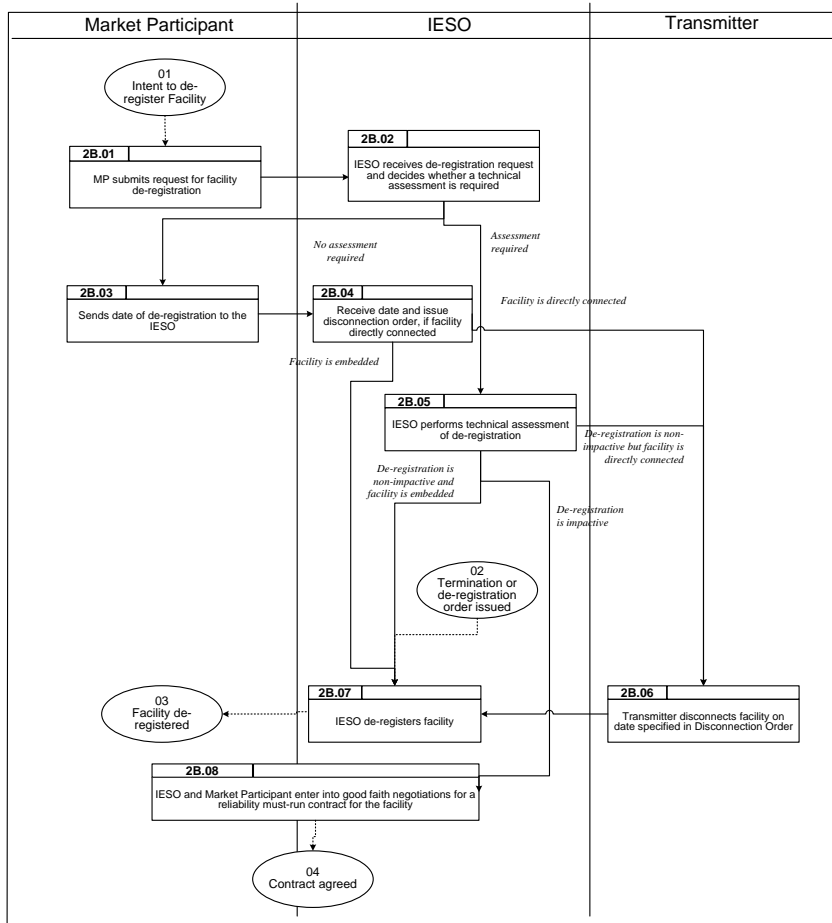 Market Participant
IESO
Transmitter
01
Intent to de-
register Facility
2B.01
MP submits request for facility
de-registration
2B.02
IESO receives de-registration request
and decides whether a technical
assessment is required
No assessment
required
Assessment
required
2B.03
Sends date of de-registration to the
IESO
2B.04
Receive date and issue
disconnection order, if facility
directly connected
Facility is directly connected
Facility is embedded
2B.05
IESO performs technical assessment
of de-registration
De-registration is non-
impactive but facility is
directly connected
De-registration is
non-impactive and
facility is embedded
De-registration
is impactive
02
Termination or
de-registration
order issued
03
Facility de-
registered
2B.07
IESO de-registers facility
2B.06
Transmitter disconnects facility on
date specified in Disconnection Order
2B.08
IESO and Market Participant enter into good faith negotiations for a
reliability must-run contract for the facility
04
Contract agreed